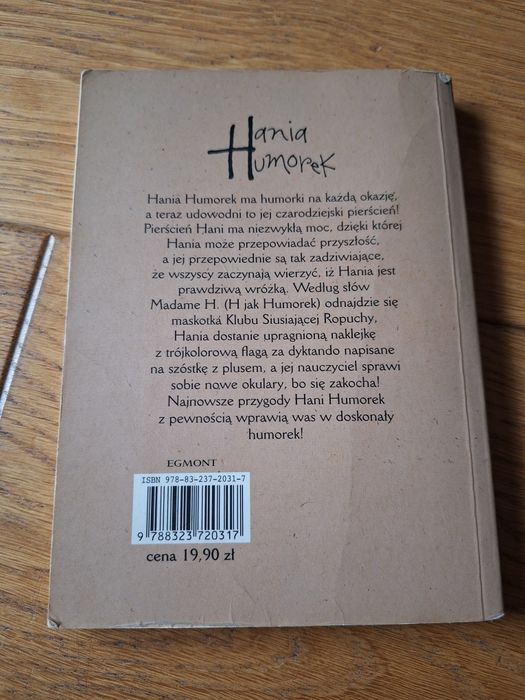 Hania
Humorek
Hania Humorek ma humorki na każdą okazję,
a teraz udowodni to jej czarodziejski pierścień!
Pierścień Hani ma niezwykłą moc, dzięki której
Hania może przepowiadać przyszłość,
a jej przepowiednie są tak zadziwiające,
że wszyscy zaczynają wierzyć, iż Hania jest
prawdziwą wróżką. Według słów
Madame H. (H jak Humorek) odnajdzie się
maskotka Klubu Siusiającej Ropuchy,
Hania dostanie upragnioną naklejkę
z trójkolorową flagą za dyktando napisane
na szóstkę z plusem, a jej nauczyciel sprawi
sobie nowe okulary, bo się zakocha!
Najnowsze przygody Hani Humorek
z pewnością wprawią was w doskonały
humorek!
EGMONT
ISBN 978-83-237-2031-7
9 788323 720317
cena 19,90 zł